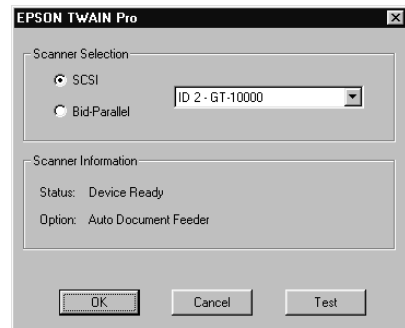 EPSON TWAIN Pro
Scanner Selection
SCSI
ID 2 - GT-10000
Bid-Parallel
Scanner Information
Status: Device Ready
Option: Auto Document Feeder
OK Cancel Test